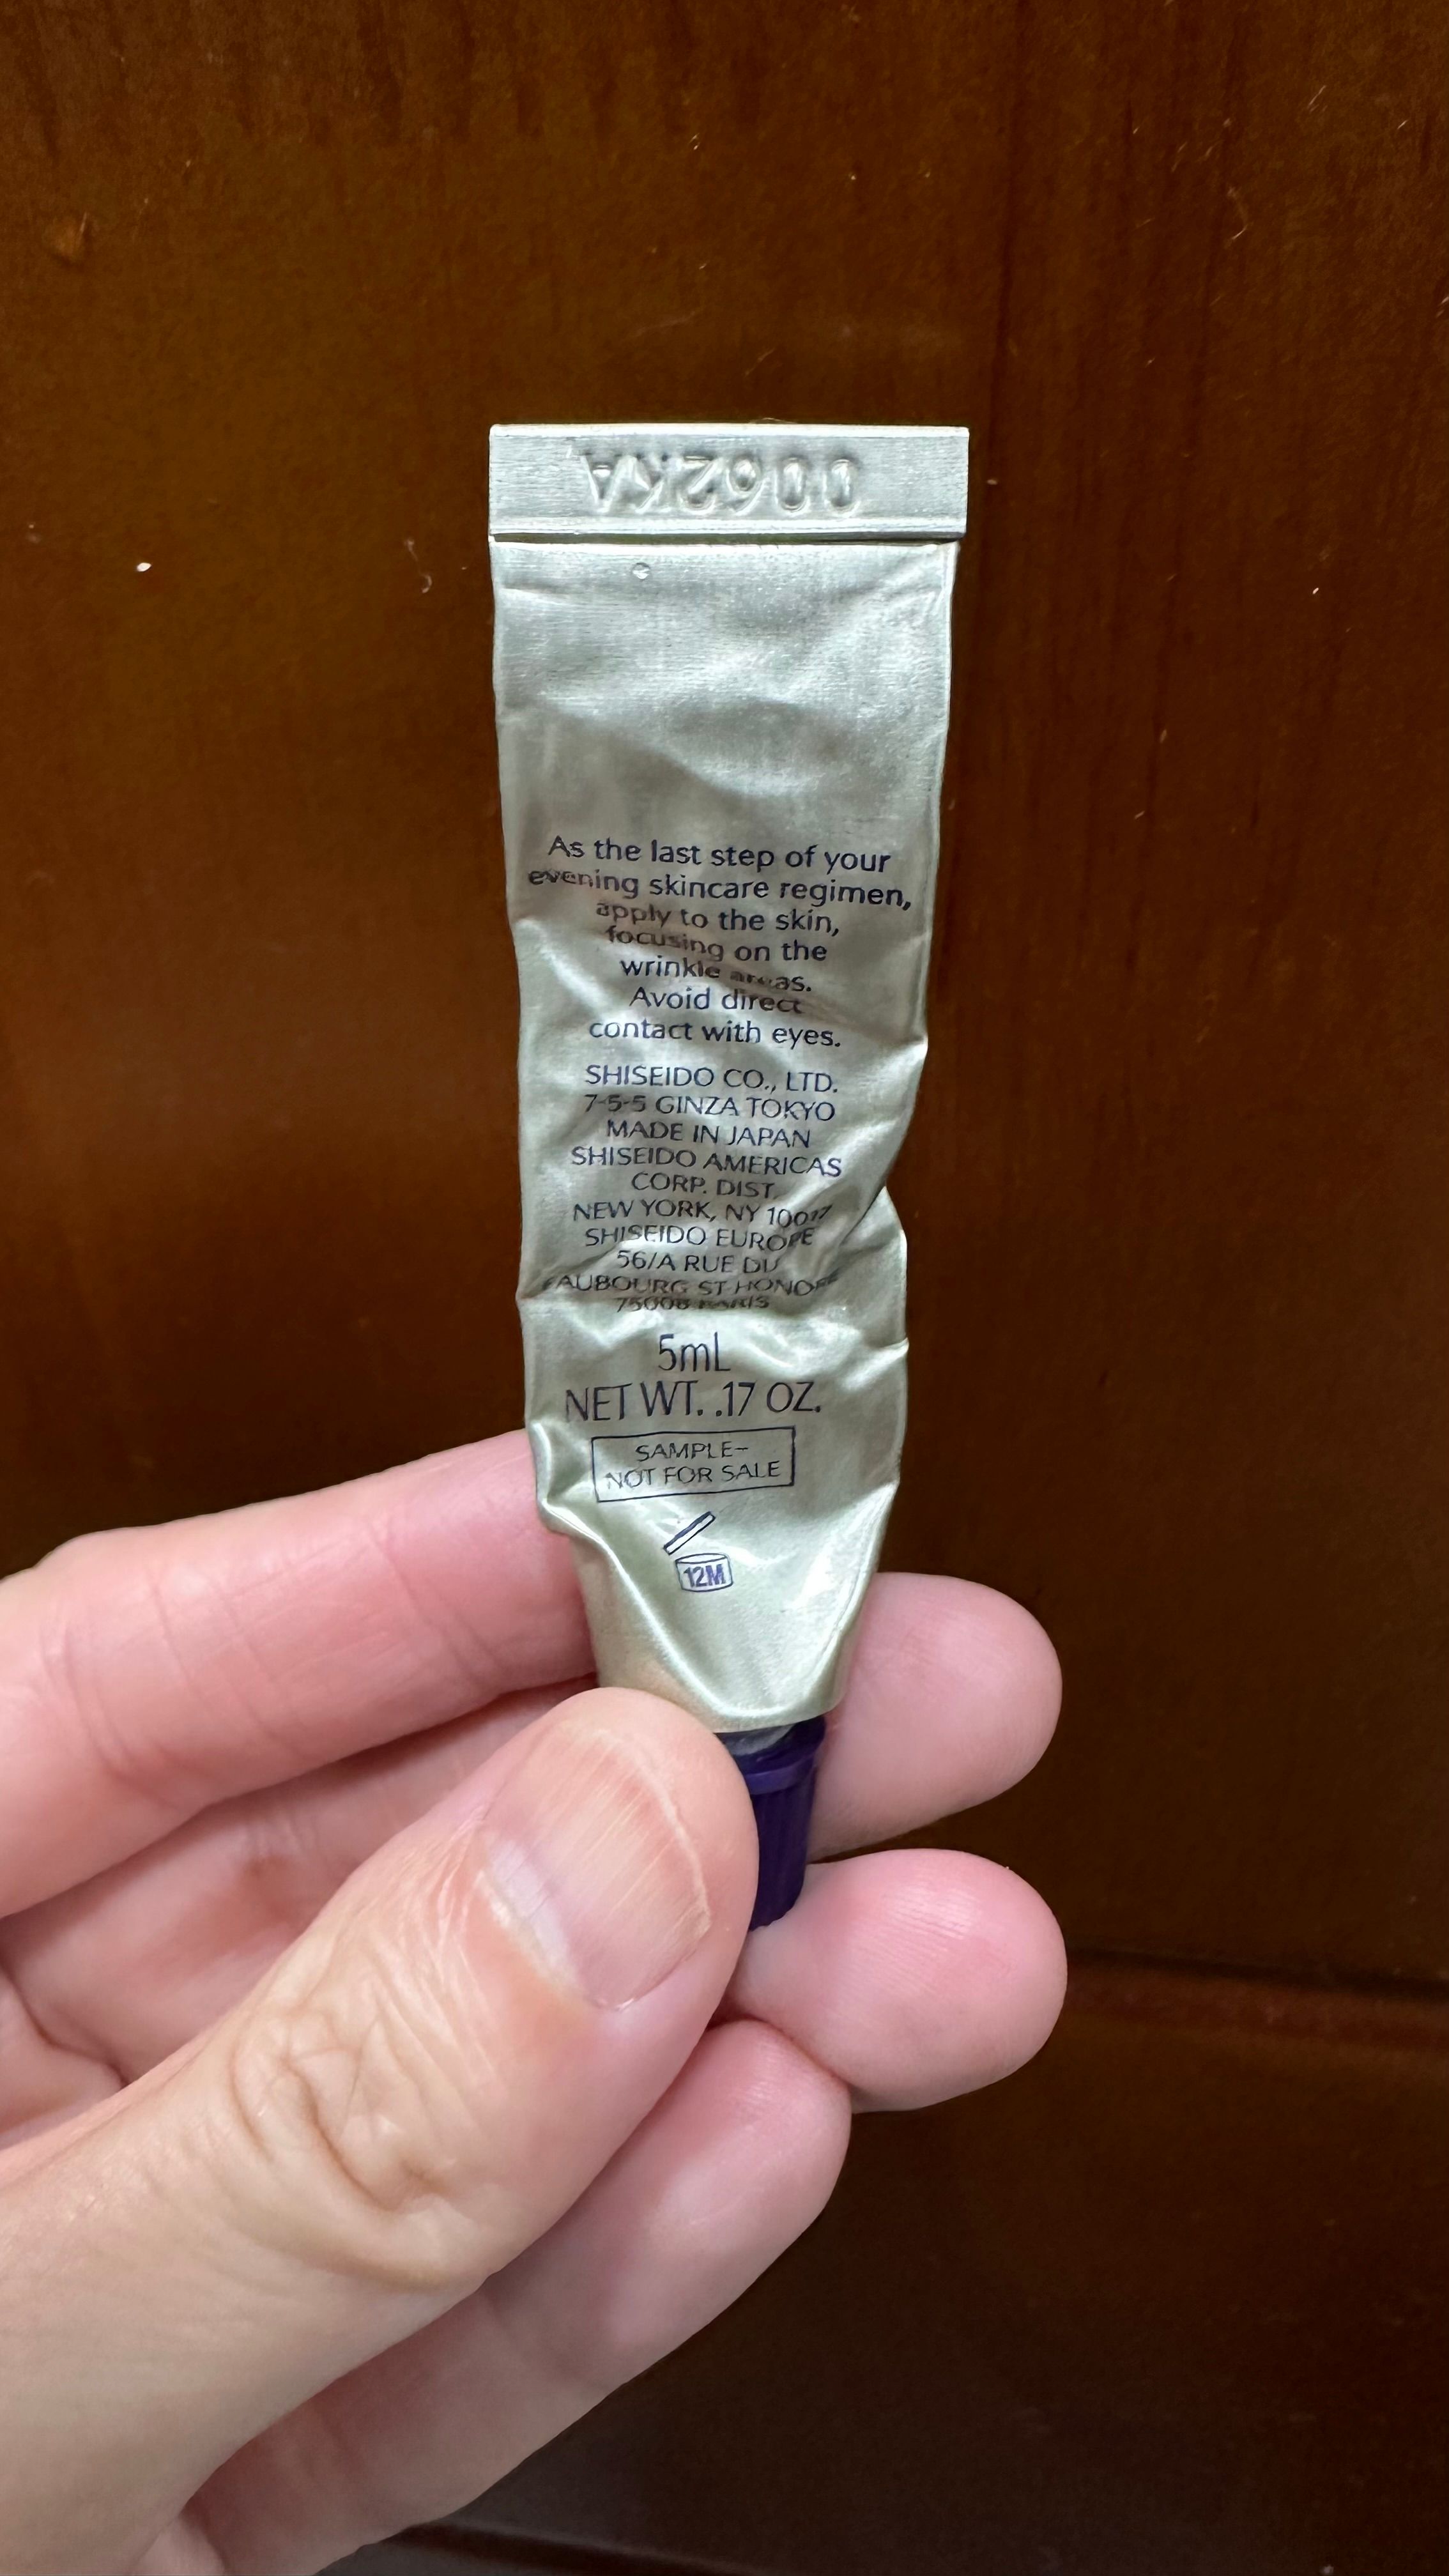 0062KA
As the last step of your
evening skincare regimen,
apply to the skin,
focusing on the
wrinkle areas.
Avoid direct
contact with eyes.
SHISEIDO CO., LTD.
7-5-5 GINZA TOKYO
MADE IN JAPAN
SHISEIDO AMERICAS
CORP. DIST.
NEW YORK, NY 10017
SHISEIDO EUROPE
56/A RUE DU
FAUBOURG ST HONORE
75008 PARIS
5mL
NET WT. .17 OZ.
SAMPLE-
NOT FOR SALE
12M